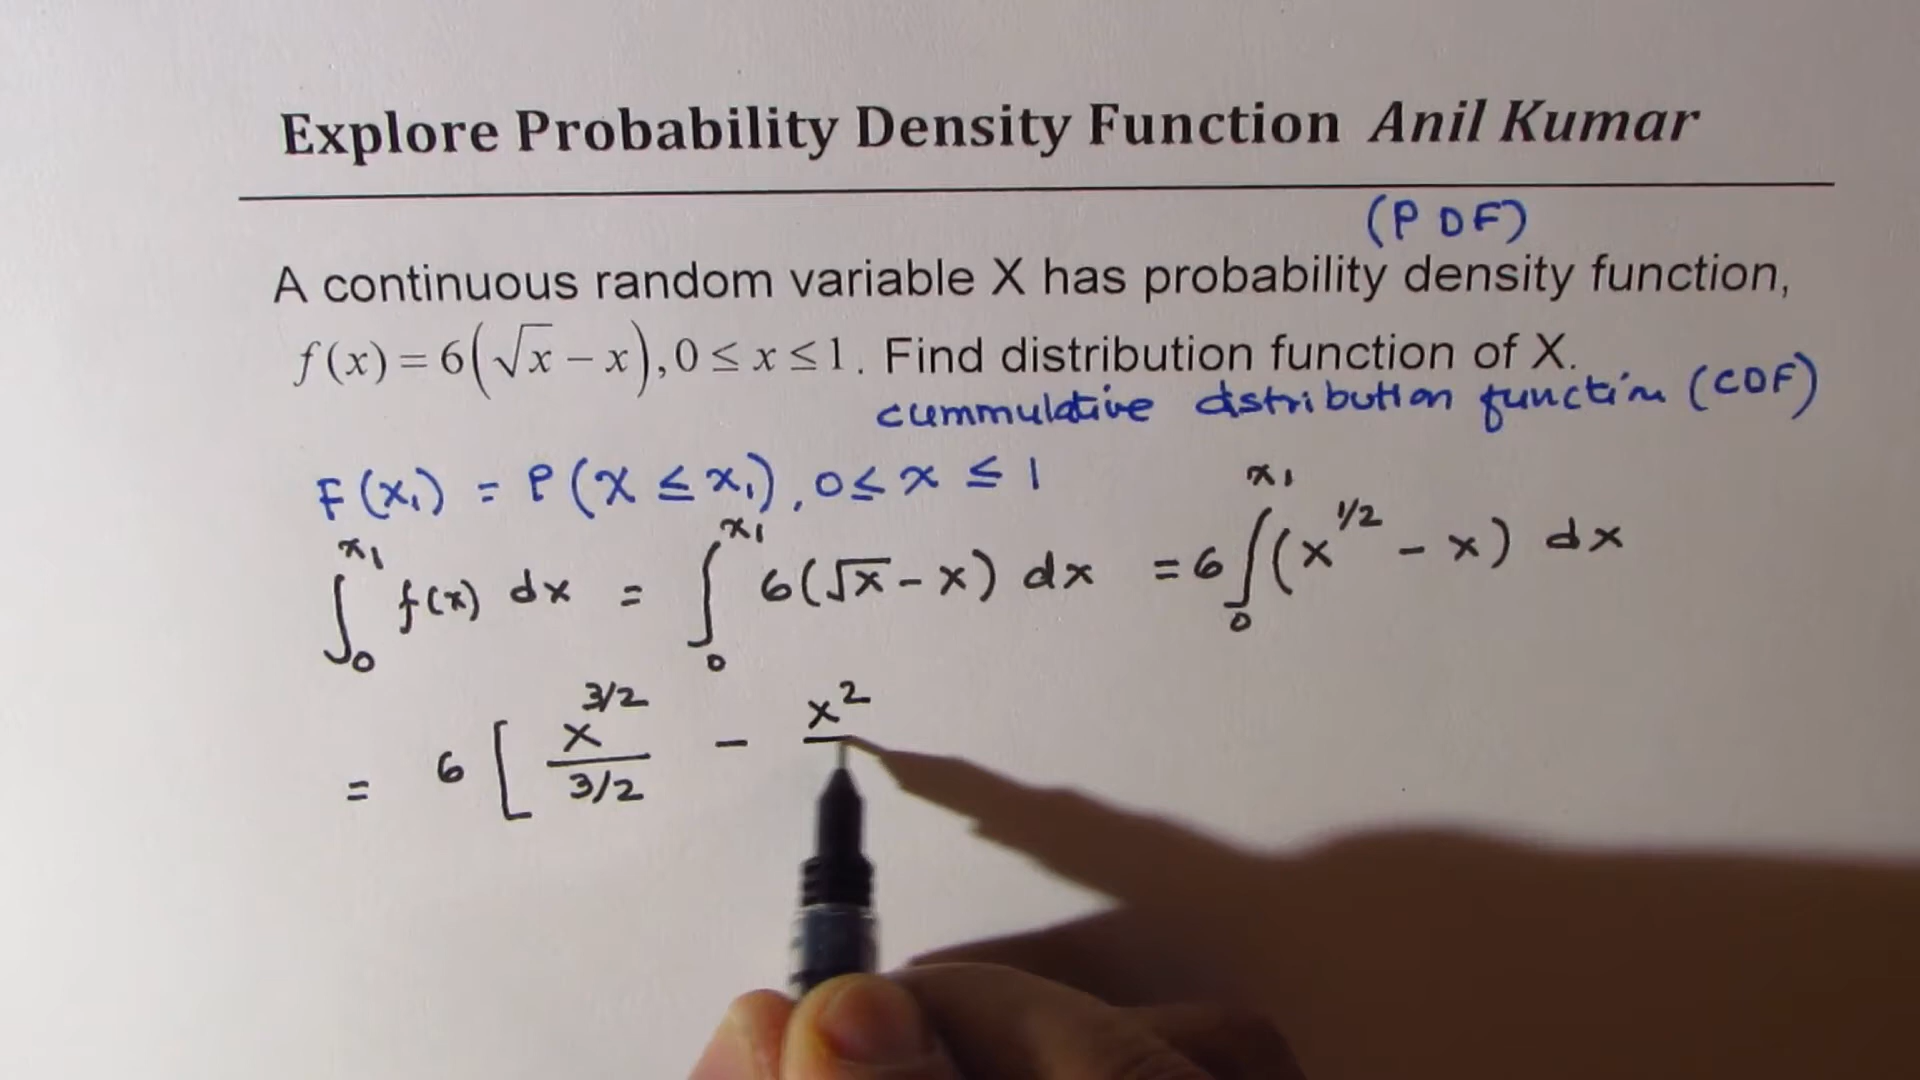 Explore Probability Density Function Anil Kumar
(PDF)
A continuous random variable X has probability density function,
f(x) = 6(√x − x), 0 ≤ x ≤ 1. Find distribution function of X.
cummulative distribution function (CDF)
F(x₁) = P(X ≤ x₁), 0 ≤ x ≤ 1
∫₀^x₁ f(x) dx = ∫₀^x₁ 6(√x − x) dx = 6 ∫₀^x₁ (x^1/2 − x) dx
= 6 [ x^3/2 / 3/2 − x²